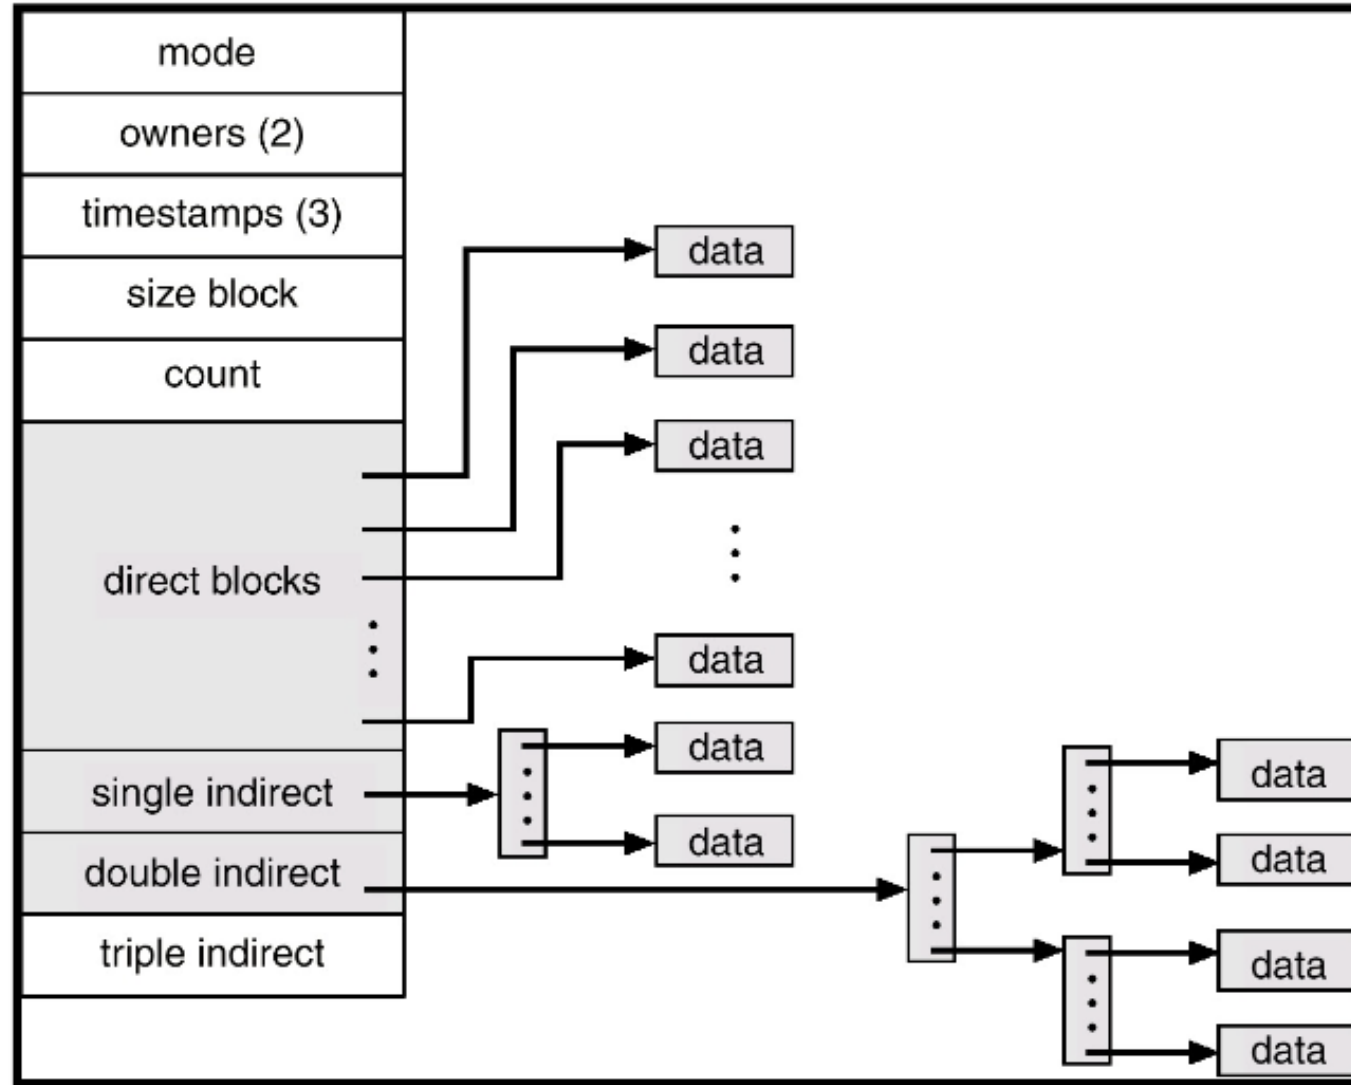 mode
owners (2)
timestamps (3)
size block
count
direct blocks
single indirect
double indirect
triple indirect
data
data
data
data
data
data
data
data
data
data